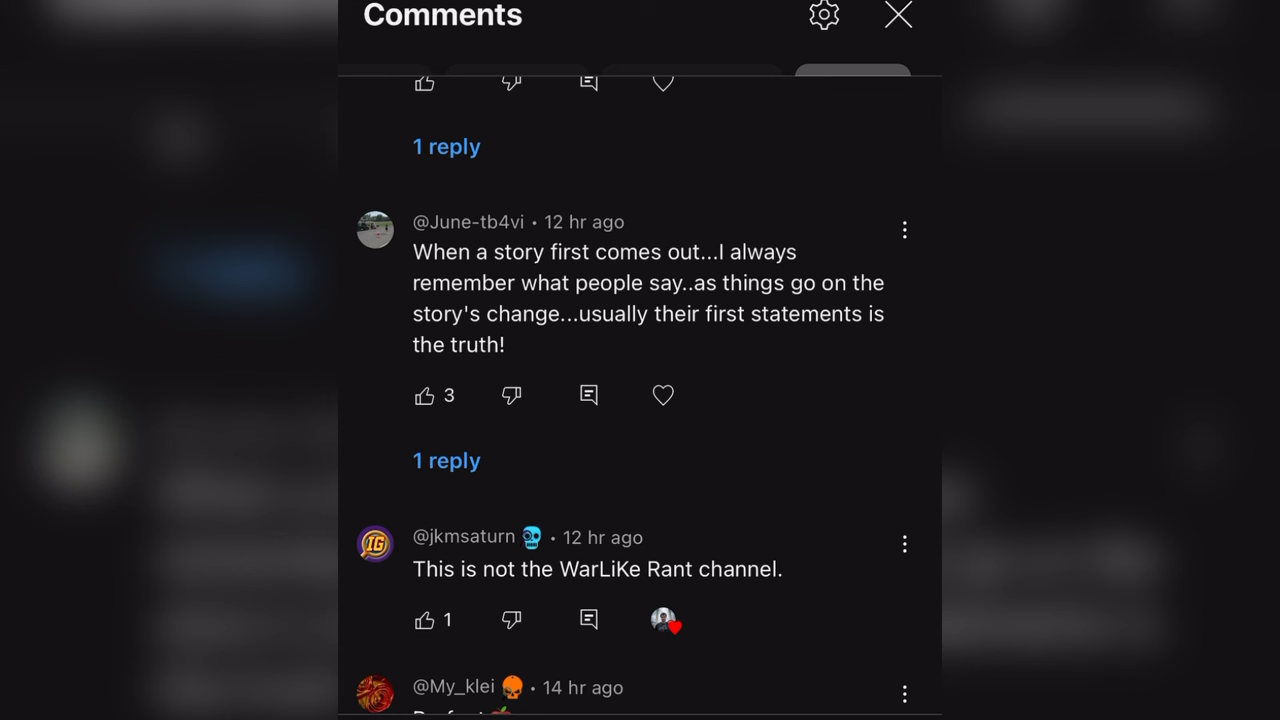 Comments
1 reply
@June-tb4vi • 12 hr ago
When a story first comes out...I always
remember what people say..as things go on the
story's change...usually their first statements is
the truth!
3
1 reply
IG
@jkmsaturn • 12 hr ago
This is not the WarLiKe Rant channel.
1
@My_klei • 14 hr ago